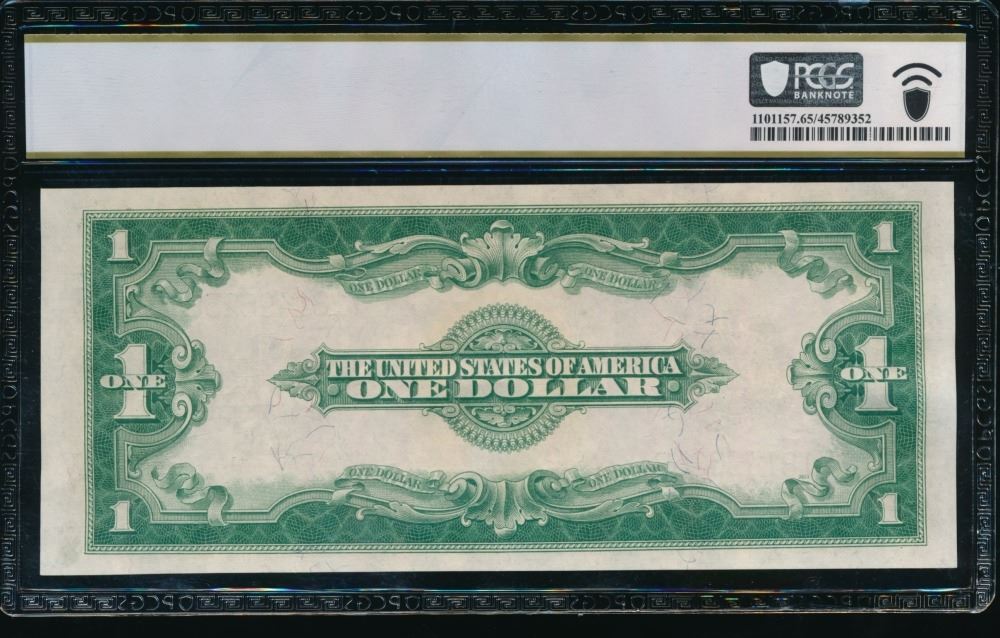 PCGS
BANKNOTE
1101157.65/45789352
1 1
ONE DOLLAR ONE DOLLAR
1 ONE 1 ONE
THE UNITED STATES OF AMERICA
ONE DOLLAR
ONE DOLLAR ONE DOLLAR
1 1